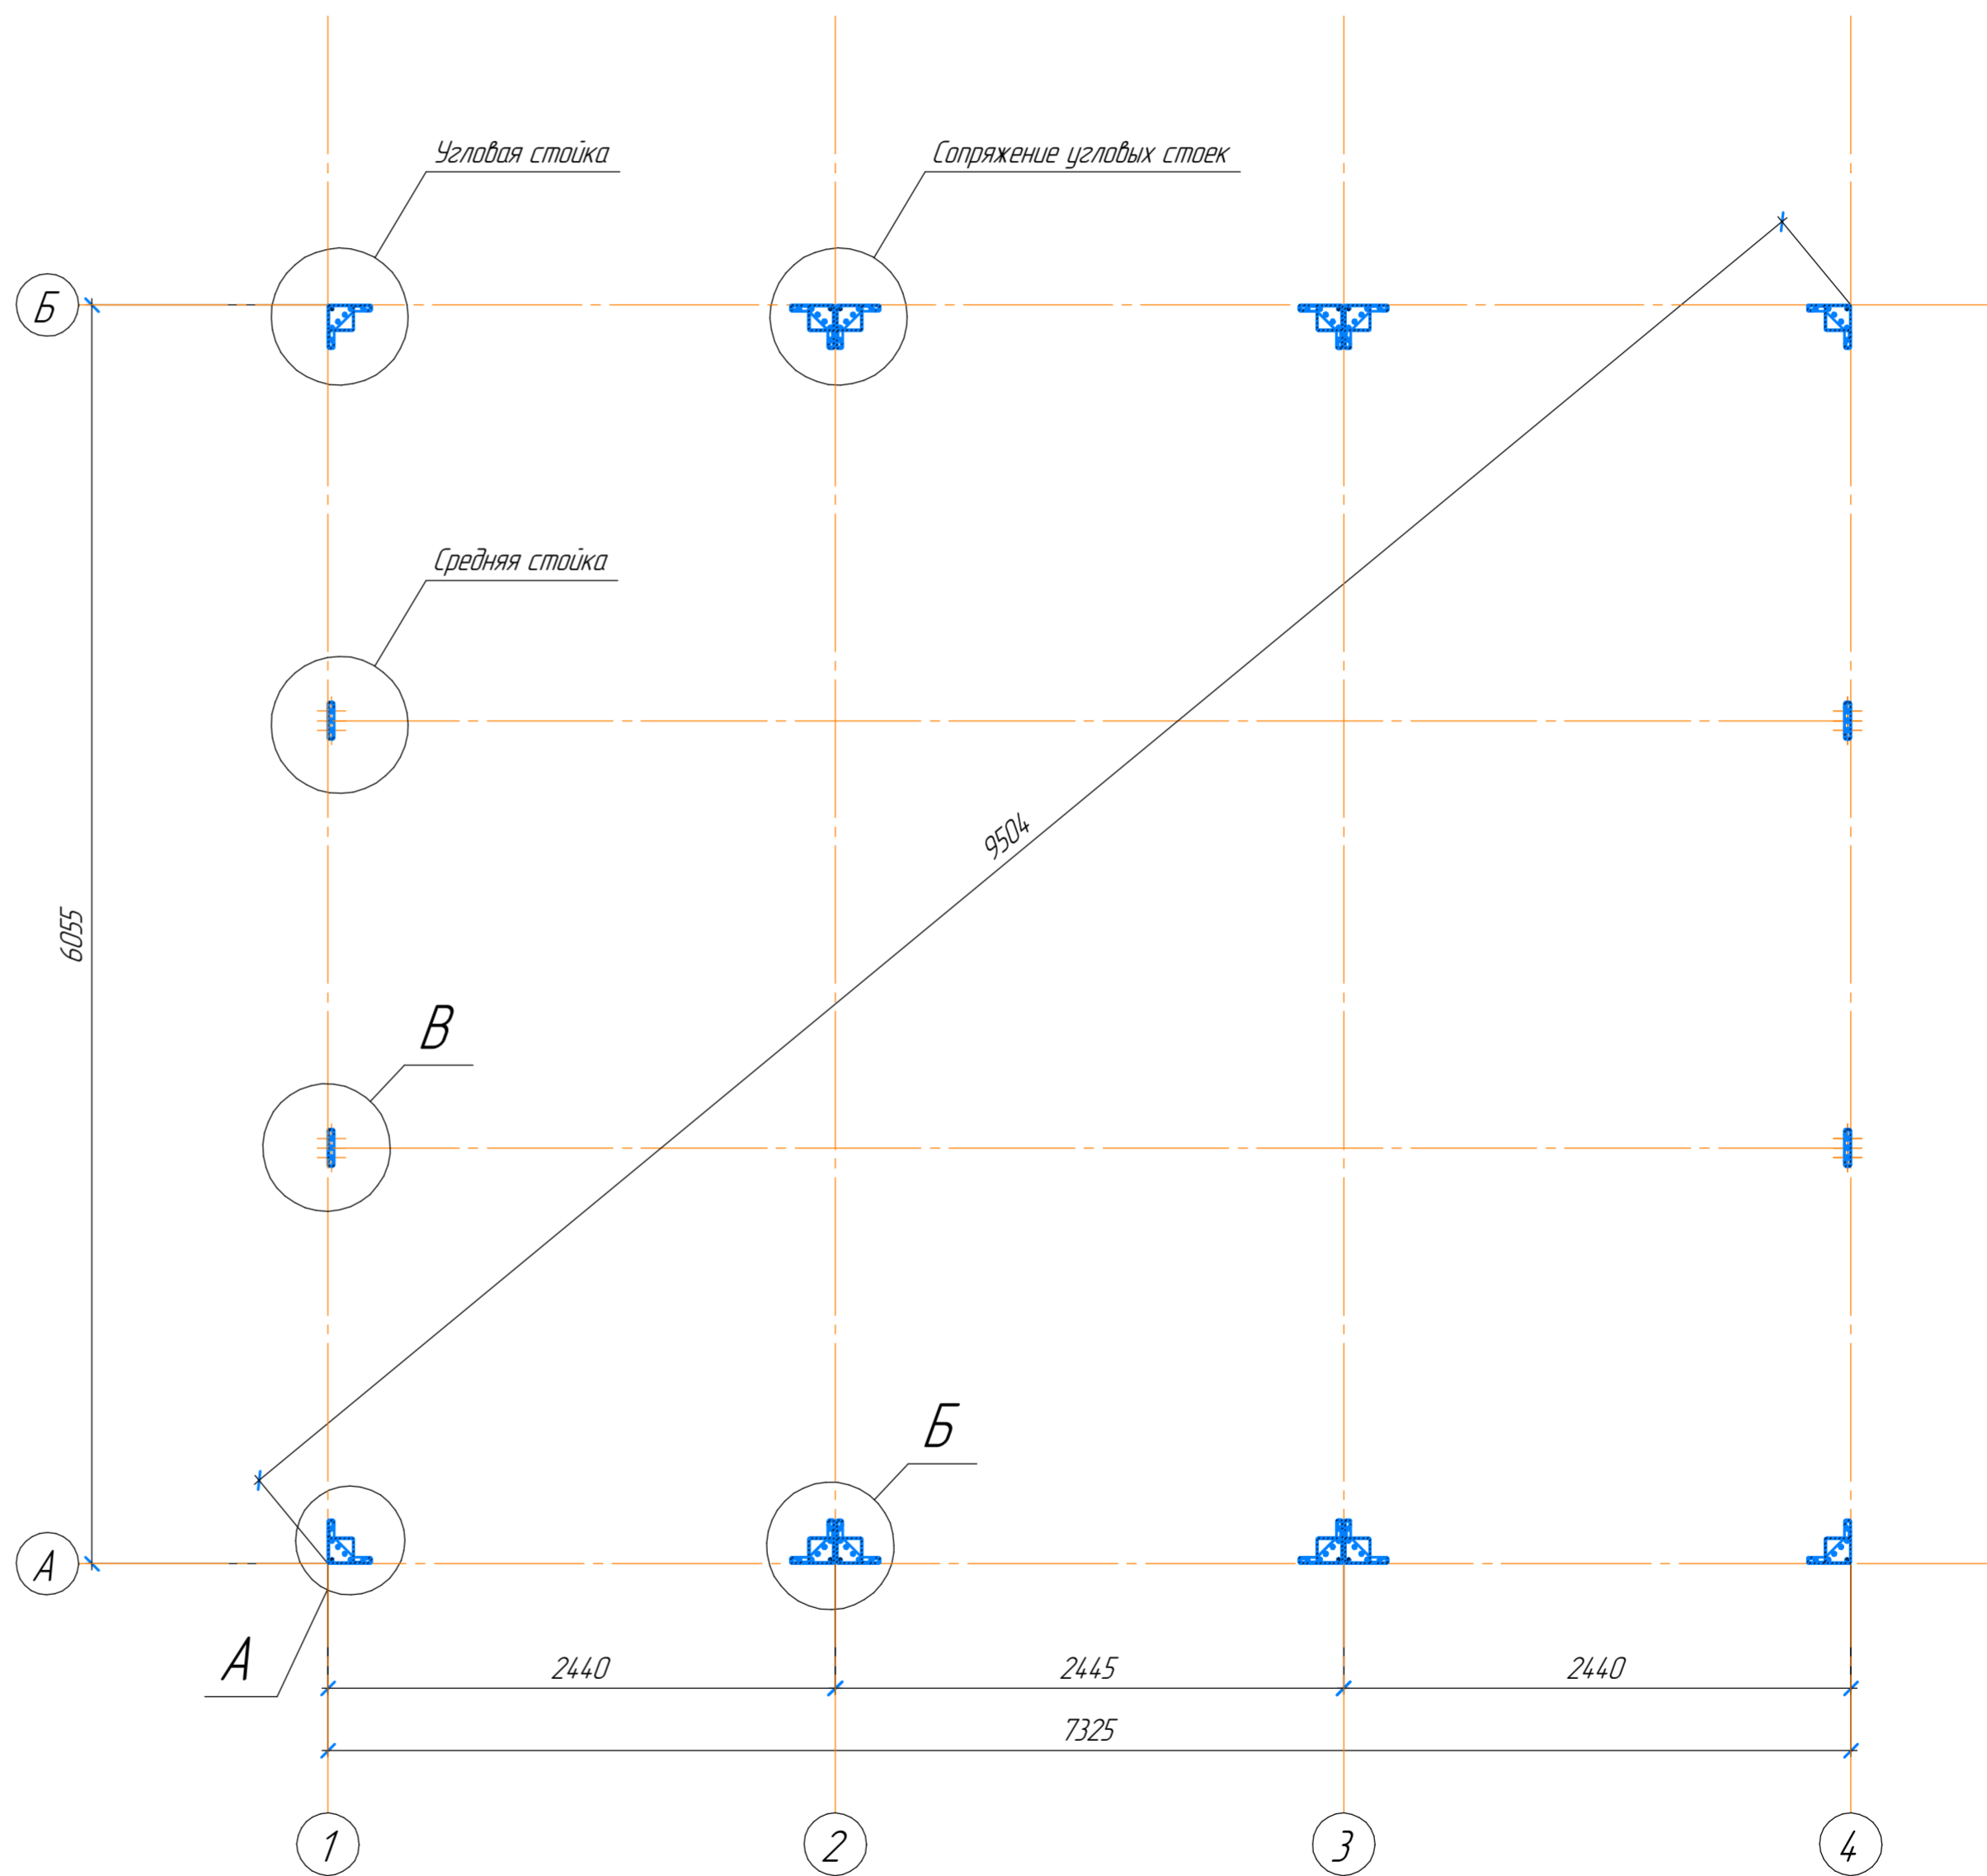 Угловая стойка
Сопряжение угловых стоек
Б
Средняя стойка
9504
6055
В
Б
А
А
2440
2445
2440
7325
1
2
3
4